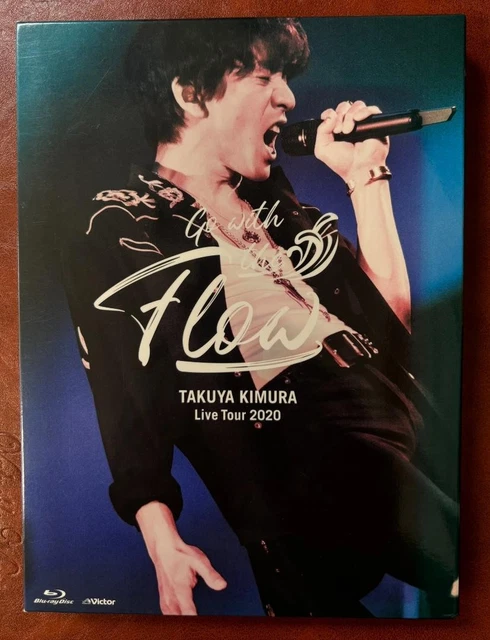 Go with
the
Flow
TAKUYA KIMURA
Live Tour 2020
Blu-ray Disc
Victor